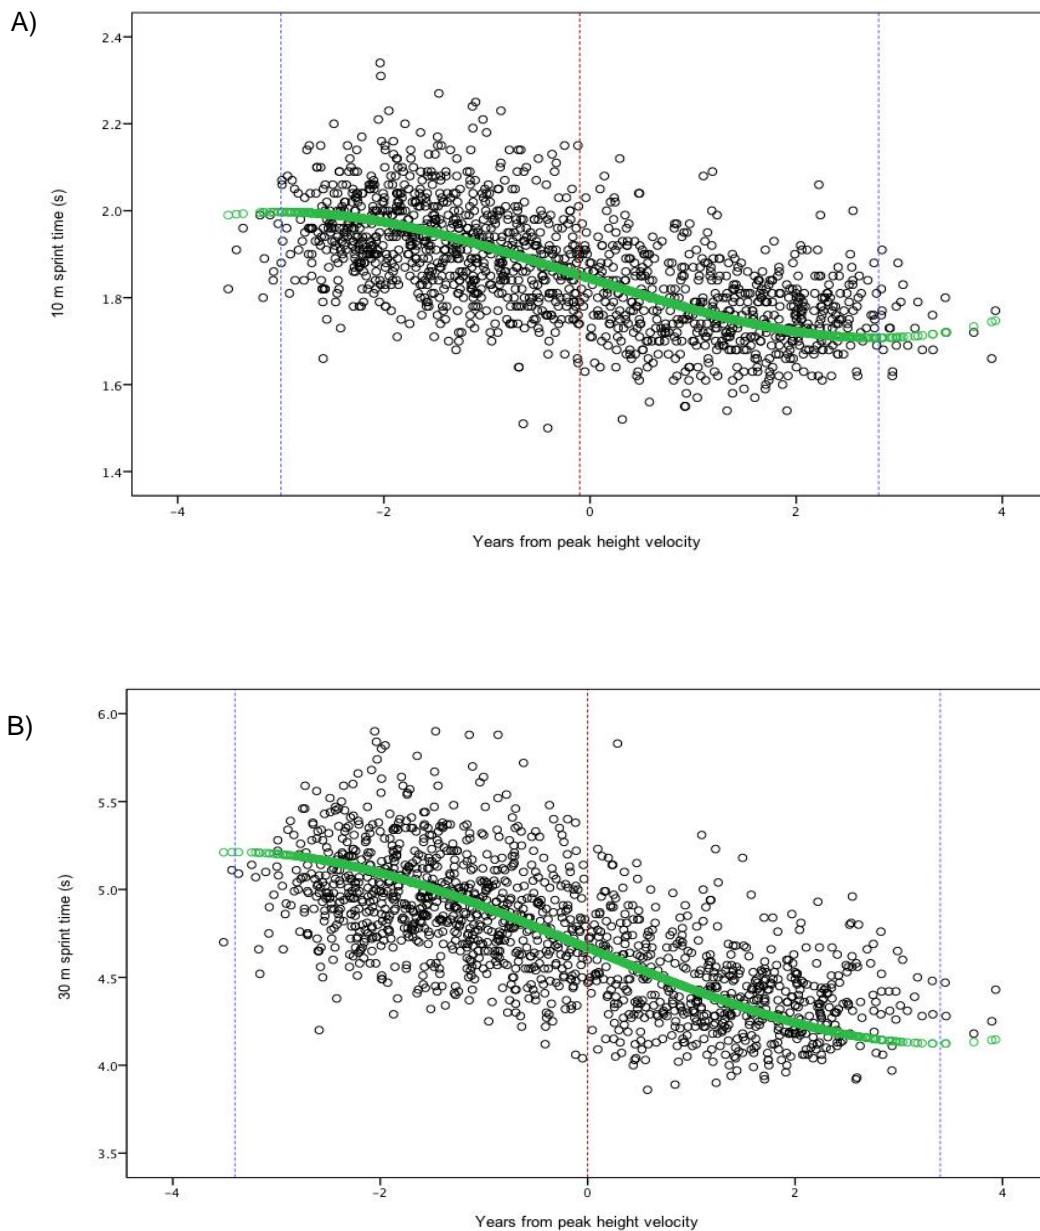 A)
2.4
2.2
2.0
1.8
1.6
1.4
10 m sprint time (s)
−4 −2 0 2 4
Years from peak height velocity
B)
6.0
5.5
5.0
4.5
4.0
3.5
30 m sprint time (s)
−4 −2 0 2 4
Years from peak height velocity